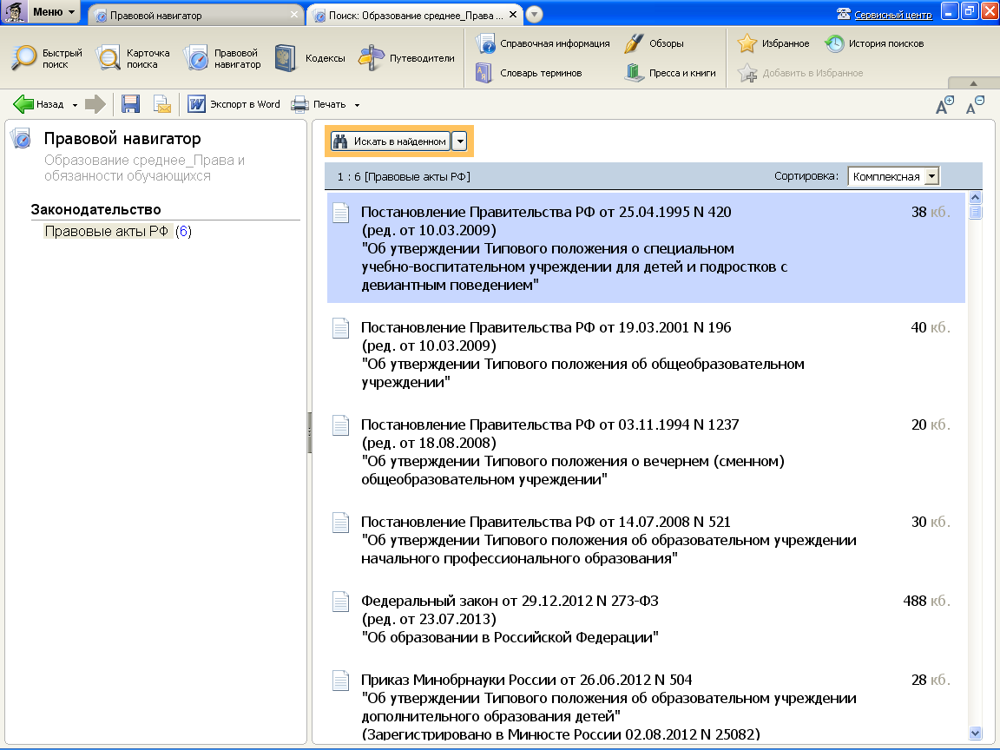 Меню
Правовой навигатор
Поиск: Образование среднее_Права ...
Сервисный центр
Быстрый поиск
Карточка поиска
Правовой навигатор
Кодексы
Путеводители
Справочная информация
Словарь терминов
Обзоры
Пресса и книги
Избранное
История поисков
Добавить в Избранное
Назад
Экспорт в Word
Печать
A
A
Правовой навигатор
Образование среднее_Права и
обязанности обучающихся
Законодательство
Правовые акты РФ (6)
Искать в найденном
1 : 6 [Правовые акты РФ]
Сортировка: Комплексная
Постановление Правительства РФ от 25.04.1995 N 420 38 кб.
(ред. от 10.03.2009)
"Об утверждении Типового положения о специальном
учебно-воспитательном учреждении для детей и подростков с
девиантным поведением"
Постановление Правительства РФ от 19.03.2001 N 196 40 кб.
(ред. от 10.03.2009)
"Об утверждении Типового положения об общеобразовательном
учреждении"
Постановление Правительства РФ от 03.11.1994 N 1237 20 кб.
(ред. от 18.08.2008)
"Об утверждении Типового положения о вечернем (сменном)
общеобразовательном учреждении"
Постановление Правительства РФ от 14.07.2008 N 521 30 кб.
"Об утверждении Типового положения об образовательном учреждении
начального профессионального образования"
Федеральный закон от 29.12.2012 N 273-ФЗ 488 кб.
(ред. от 23.07.2013)
"Об образовании в Российской Федерации"
Приказ Минобрнауки России от 26.06.2012 N 504 28 кб.
"Об утверждении Типового положения об образовательном учреждении
дополнительного образования детей"
(Зарегистрировано в Минюсте России 02.08.2012 N 25082)